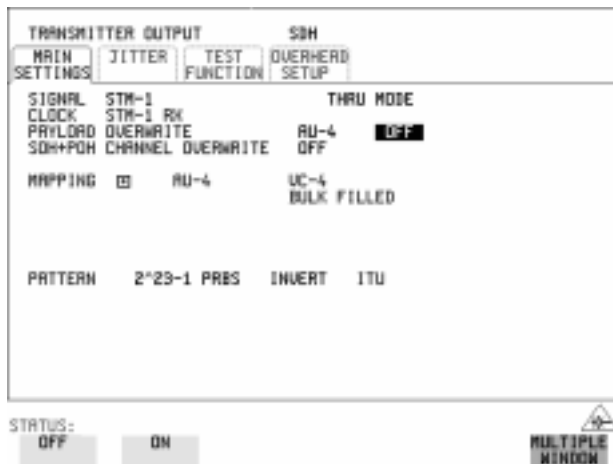 TRANSMITTER OUTPUT SDH
MAIN SETTINGS JITTER TEST FUNCTION OVERHEAD SETUP
SIGNAL STM-1 THRU MODE
CLOCK STM-1 RX
PAYLOAD OVERWRITE AU-4 OFF
SOH+POH CHANNEL OVERWRITE OFF
MAPPING AU-4 VC-4
BULK FILLED
PATTERN 2^23-1 PRBS INVERT ITU
STATUS:
OFF ON MULTIPLE WINDOW